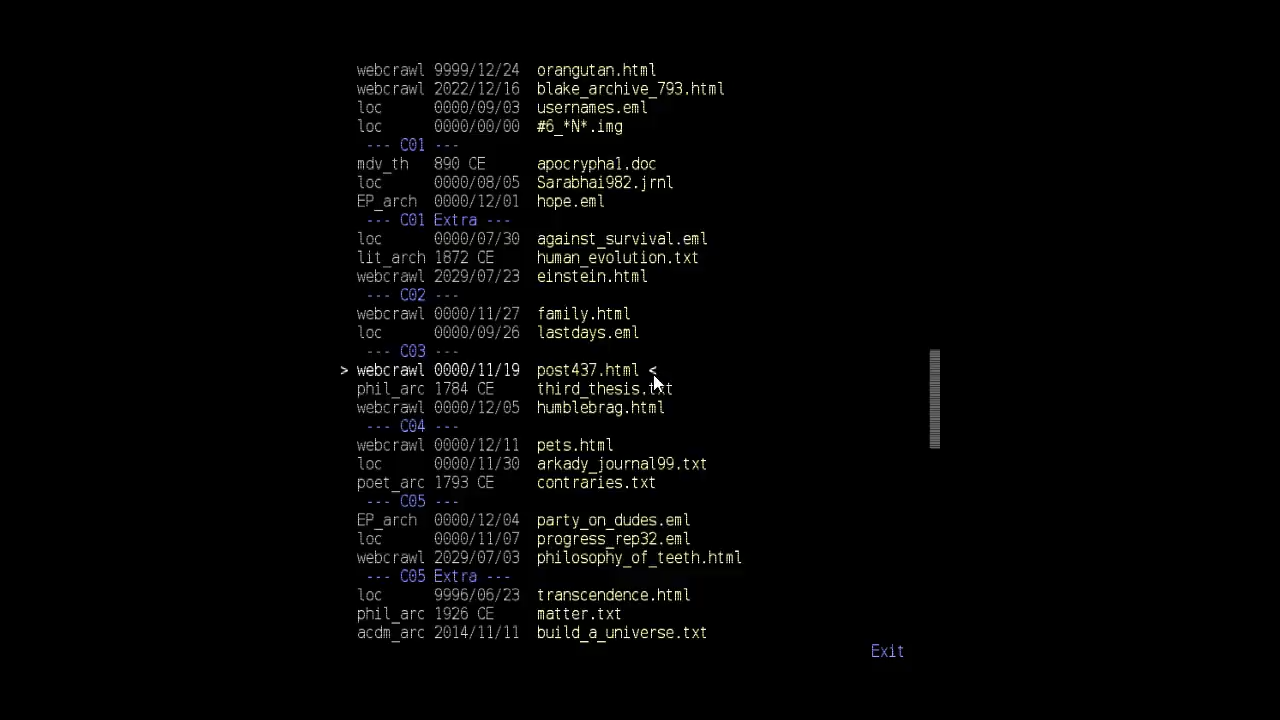 webcrawl 9999/12/24 orangutan.html
webcrawl 2022/12/16 blake_archive_793.html
loc 0000/09/03 usernames.eml
loc 0000/00/00 #6_*N*.img
--- C01 ---
mdv_th 890 CE apocryphal.doc
loc 0000/08/05 Sarabhai982.jrnl
EP_arch 0000/12/01 hope.eml
--- C01 Extra ---
loc 0000/07/30 against_survival.eml
lit_arch 1872 CE human_evolution.txt
webcrawl 2029/07/23 einstein.html
--- C02 ---
webcrawl 0000/11/27 family.html
loc 0000/09/26 lastdays.eml
--- C03 ---
> webcrawl 0000/11/19 post437.html <
phil_arc 1784 CE third_thesis.txt
webcrawl 0000/12/05 humblebrag.html
--- C04 ---
webcrawl 0000/12/11 pets.html
loc 0000/11/30 arkady_journal99.txt
poet_arc 1793 CE contraries.txt
--- C05 ---
EP_arch 0000/12/04 party_on_dudes.eml
loc 0000/11/07 progress_rep32.eml
webcrawl 2029/07/03 philosophy_of_teeth.html
--- C05 Extra ---
loc 9996/06/23 transcendence.html
phil_arc 1926 CE matter.txt
acdm_arc 2014/11/11 build_a_universe.txt
Exit